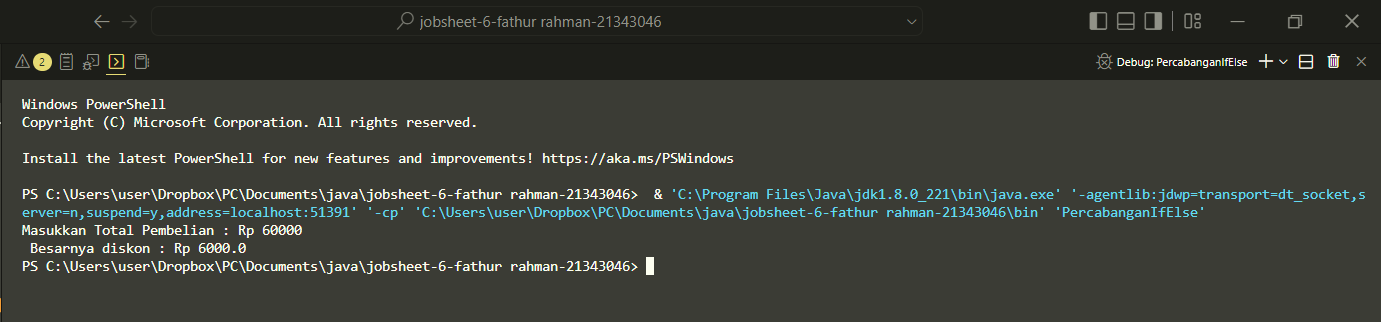 jobsheet-6-fathur rahman-21343046
2
Debug: PercabanganIfElse
Windows PowerShell
Copyright (C) Microsoft Corporation. All rights reserved.
Install the latest PowerShell for new features and improvements! https://aka.ms/PSWindows
PS C:\Users\user\Dropbox\PC\Documents\java\jobsheet-6-fathur rahman-21343046>  & 'C:\Program Files\Java\jdk1.8.0_221\bin\java.exe' '-agentlib:jdwp=transport=dt_socket,s
erver=n,suspend=y,address=localhost:51391' '-cp' 'C:\Users\user\Dropbox\PC\Documents\java\jobsheet-6-fathur rahman-21343046\bin' 'PercabanganIfElse'
Masukkan Total Pembelian : Rp 60000
 Besarnya diskon : Rp 6000.0
PS C:\Users\user\Dropbox\PC\Documents\java\jobsheet-6-fathur rahman-21343046>